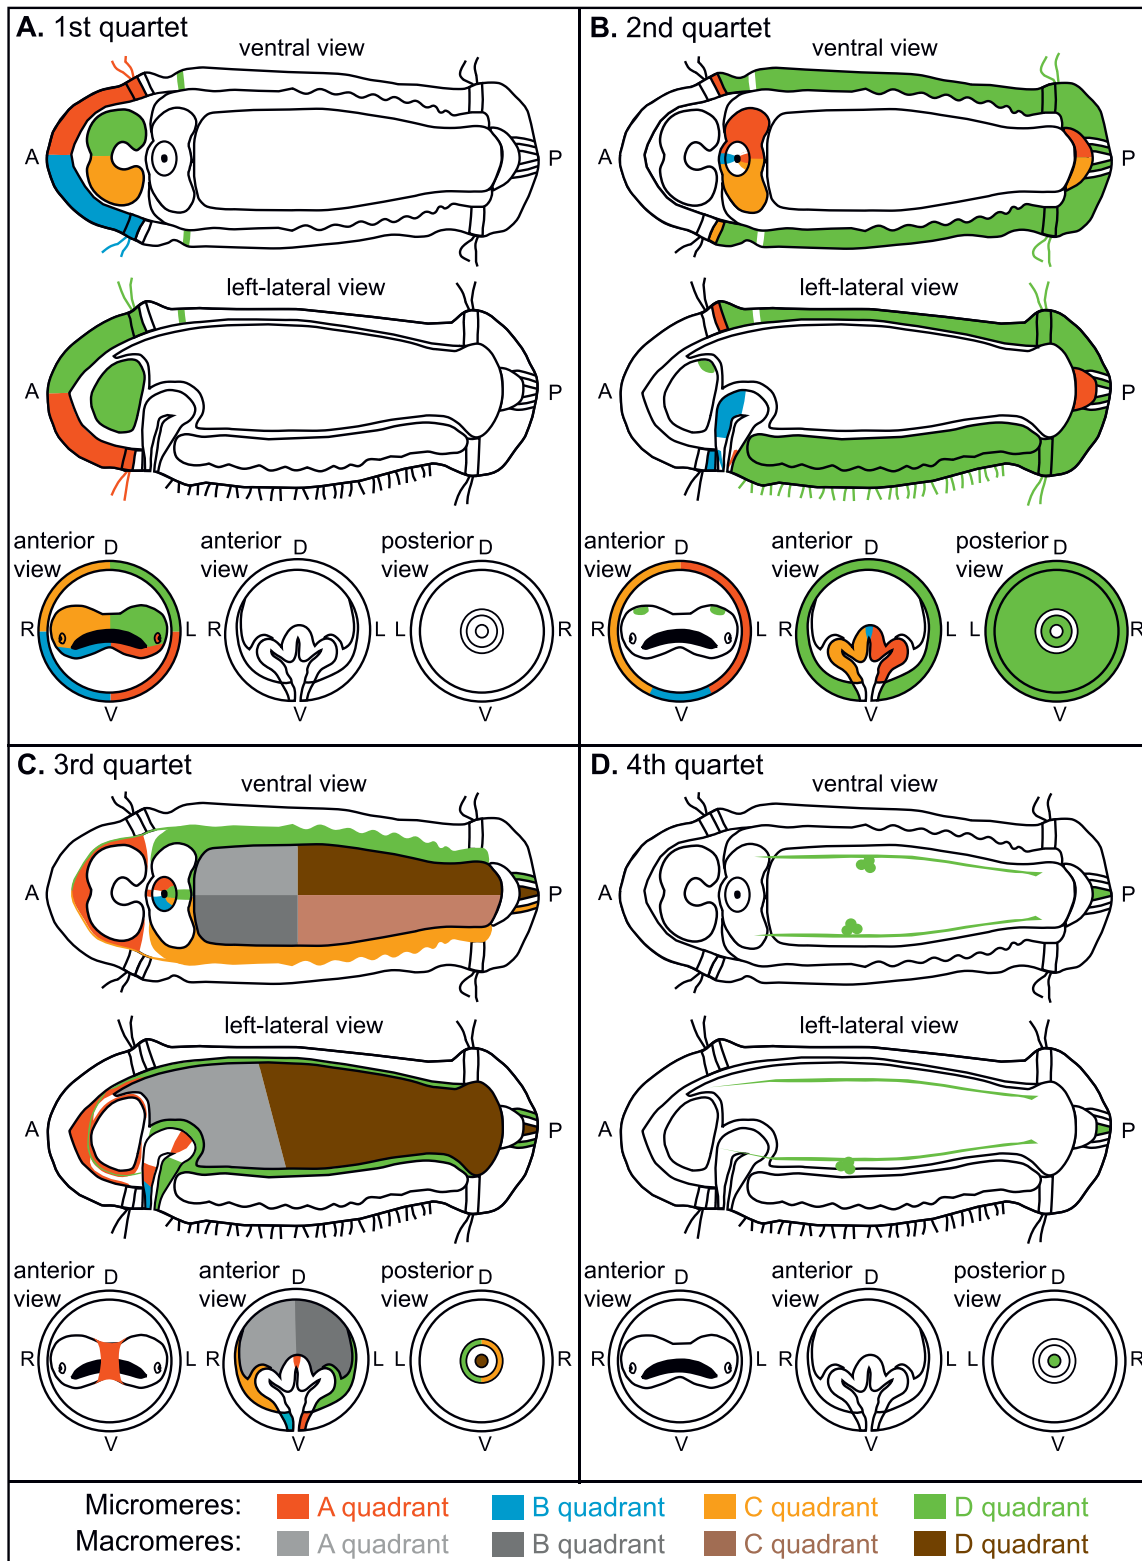 A. 1st quartet
ventral view
A
P
left-lateral view
A
P
anterior view
D
R
L
V
anterior view
D
R
L
V
posterior view
D
L
R
V
B. 2nd quartet
ventral view
A
P
left-lateral view
A
P
anterior view
D
R
L
V
anterior view
D
R
L
V
posterior view
D
L
R
V
C. 3rd quartet
ventral view
A
P
left-lateral view
A
P
anterior view
D
R
L
V
anterior view
D
R
L
V
posterior view
D
L
R
V
D. 4th quartet
ventral view
A
P
left-lateral view
A
P
anterior view
D
R
L
V
anterior view
D
R
L
V
posterior view
D
L
R
V
Micromeres: A quadrant B quadrant C quadrant D quadrant
Macromeres: A quadrant B quadrant C quadrant D quadrant